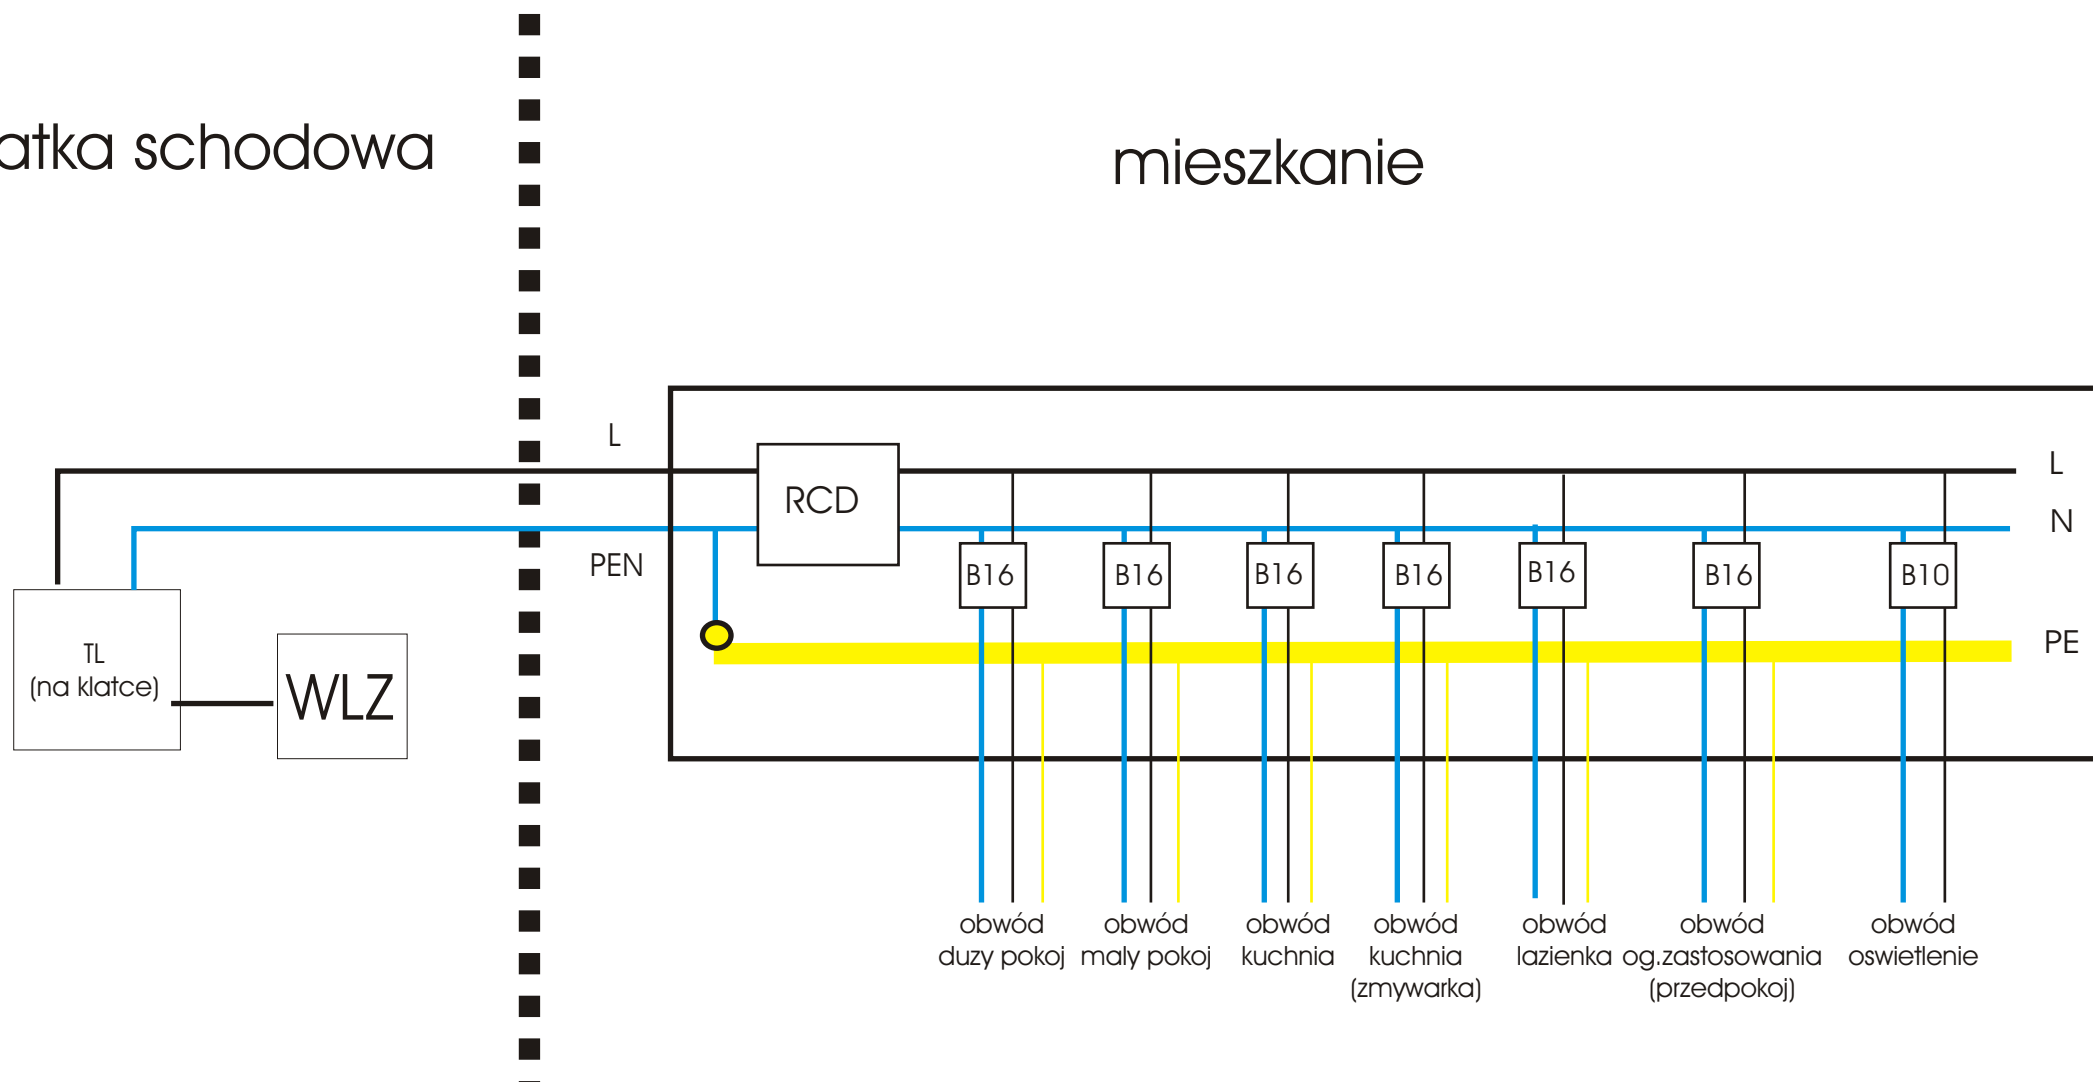 atka schodowa
mieszkanie
L
PEN
RCD
L
N
PE
TL
(na klatce)
WLZ
B16
B16
B16
B16
B16
B16
B10
obwód
duzy pokoj
obwód
maly pokoj
obwód
kuchnia
obwód
kuchnia
(zmywarka)
obwód
lazienka
obwód
og.zastosowania
(przedpokoj)
obwód
oswietlenie